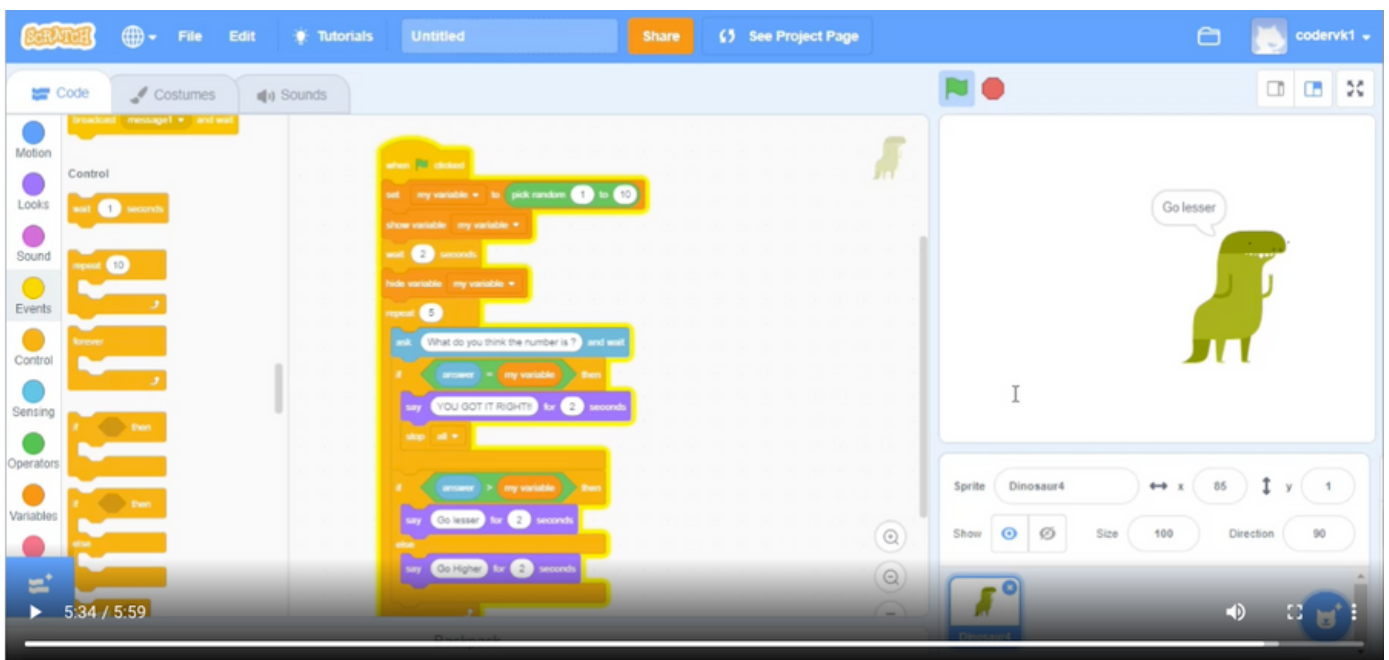 SCRATCH File Edit Tutorials Untitled Share See Project Page codervk1
Code Costumes Sounds
broadcast message1 and wait
Motion
Looks
Sound
Events
Control
Sensing
Operators
Variables
Control
wait 1 seconds
repeat 10
forever
if then
if then
else
when clicked
set my variable to pick random 1 to 10
show variable my variable
wait 2 seconds
hide variable my variable
repeat 5
ask What do you think the number is ? and wait
if answer = my variable then
say YOU GOT IT RIGHT!! for 2 seconds
stop all
if answer > my variable then
say Go lesser for 2 seconds
else
say Go Higher for 2 seconds
Go lesser
Sprite Dinosaur4 x 85 y 1
Show Size 100 Direction 90
Dinosaur4
5:34 / 5:59
Backpack